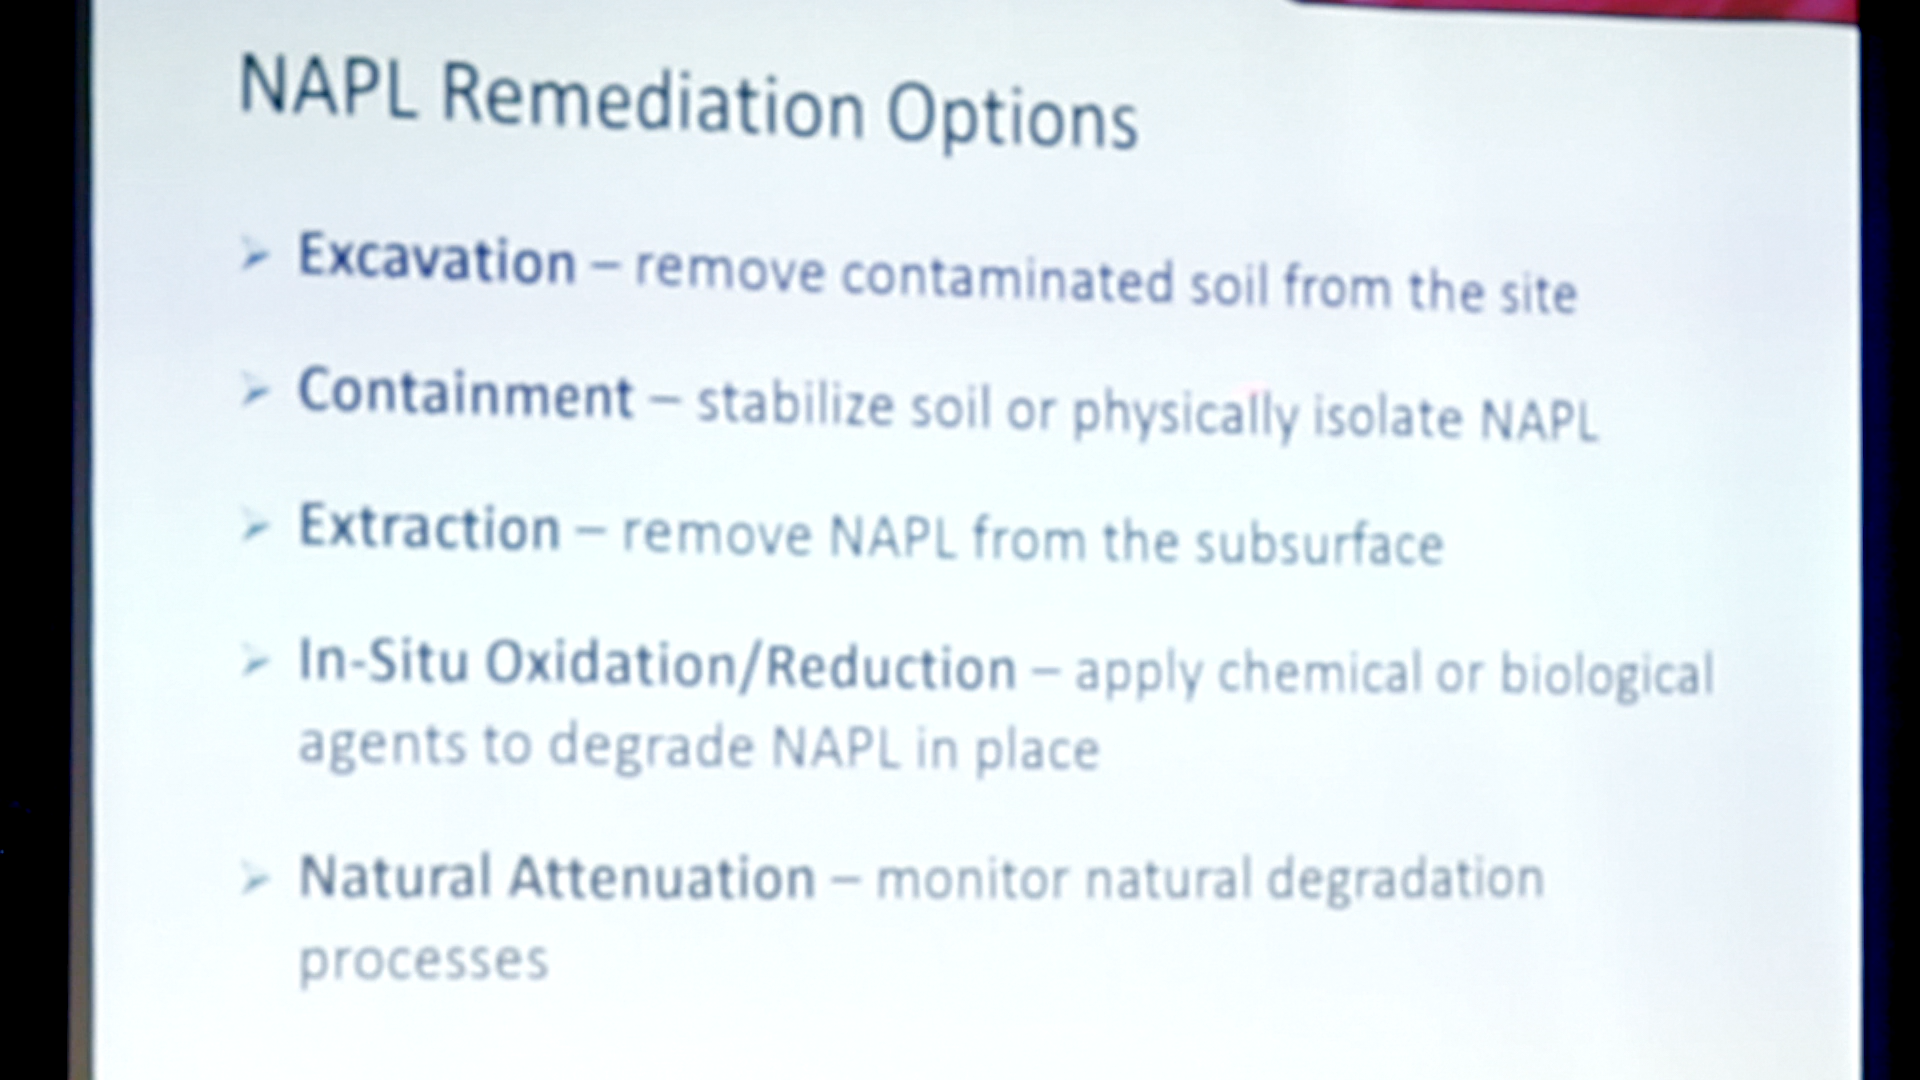 NAPL Remediation Options
➢ Excavation – remove contaminated soil from the site
➢ Containment – stabilize soil or physically isolate NAPL
➢ Extraction – remove NAPL from the subsurface
➢ In-Situ Oxidation/Reduction – apply chemical or biological
agents to degrade NAPL in place
➢ Natural Attenuation – monitor natural degradation
processes